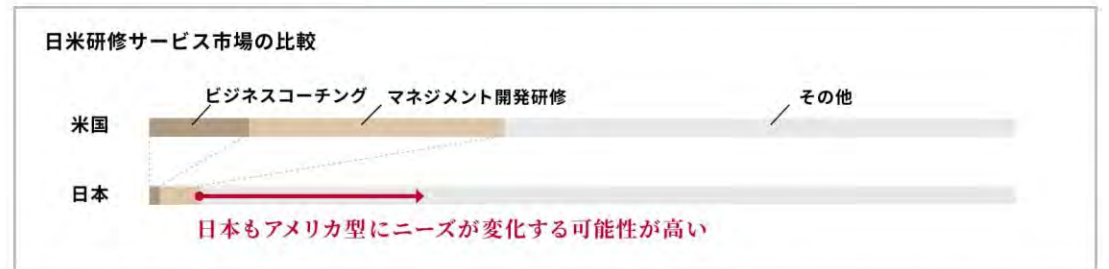 日米研修サービス市場の比較
ビジネスコーチング マネジメント開発研修 その他
米国
日本
日本もアメリカ型にニーズが変化する可能性が高い